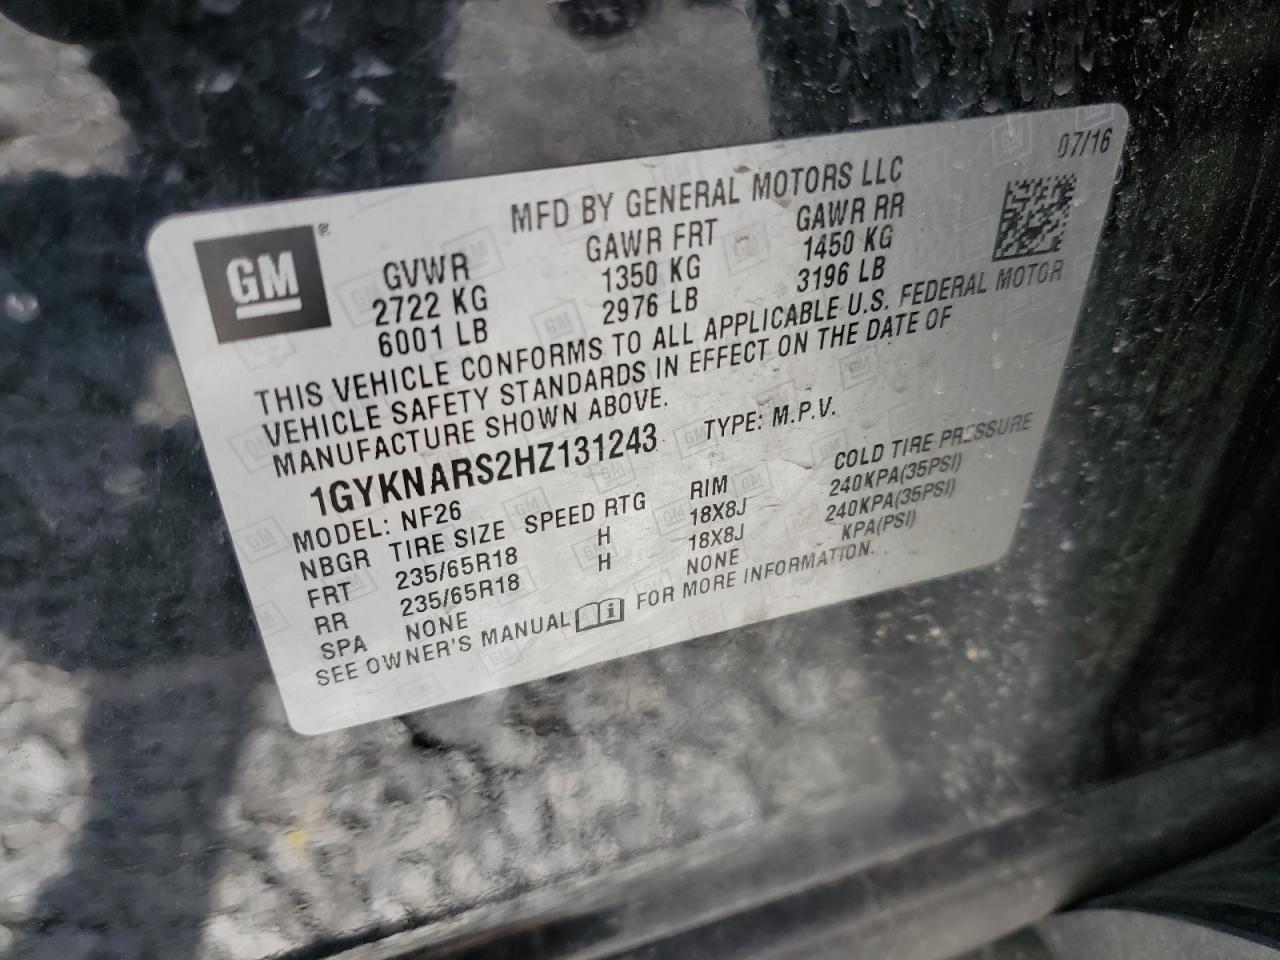 07/16
MFD BY GENERAL MOTORS LLC
GM ®
GVWR GAWR FRT GAWR RR
2722 KG 1350 KG 1450 KG
6001 LB 2976 LB 3196 LB
THIS VEHICLE CONFORMS TO ALL APPLICABLE U.S. FEDERAL MOTOR
VEHICLE SAFETY STANDARDS IN EFFECT ON THE DATE OF
MANUFACTURE SHOWN ABOVE.
1GYKNARS2HZ131243 TYPE: M.P.V.
MODEL: NF26
NBGR TIRE SIZE SPEED RTG RIM COLD TIRE PRESSURE
FRT 235/65R18 H 18X8J 240KPA(35PSI)
RR 235/65R18 H 18X8J 240KPA(35PSI)
SPA NONE NONE KPA(PSI)
SEE OWNER'S MANUAL FOR MORE INFORMATION.